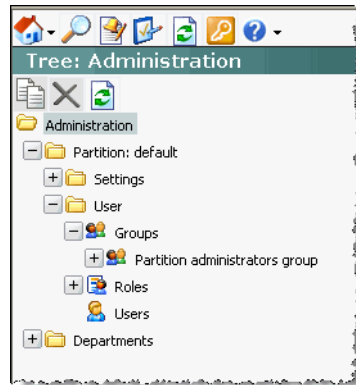 Tree: Administration
Administration
Partition: default
Settings
User
Groups
Partition administrators group
Roles
Users
Departments